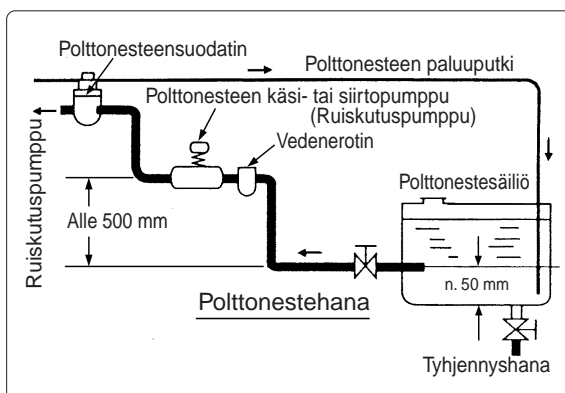 Polttonesteensuodatin
Polttonesteen paluuputki
Polttonesteen käsi- tai siirtopumppu
(Ruiskutuspumppu)
Vedenerotin
Polttonestesäiliö
Ruiskutuspumppu
Alle 500 mm
n. 50 mm
Polttonestehana
Tyhjennyshana